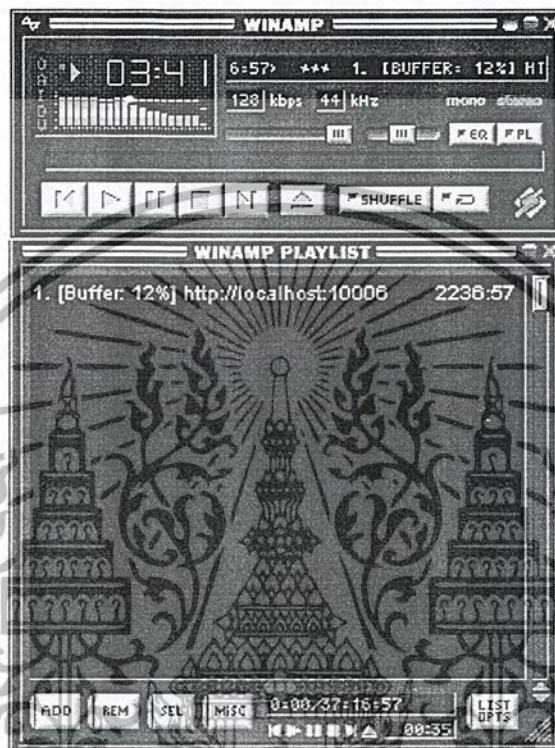 WINAMP
O
A
I
D
V
03:41
6:57> *** 1. [BUFFER: 12%] HT
128 kbps 44 kHz mono stereo
EQ PL
SHUFFLE
WINAMP PLAYLIST
1. [Buffer: 12%] http://localhost:10006 2236:57
ADD REM SEL MISC 0:00/37:16:57 LIST OPTS
00:35